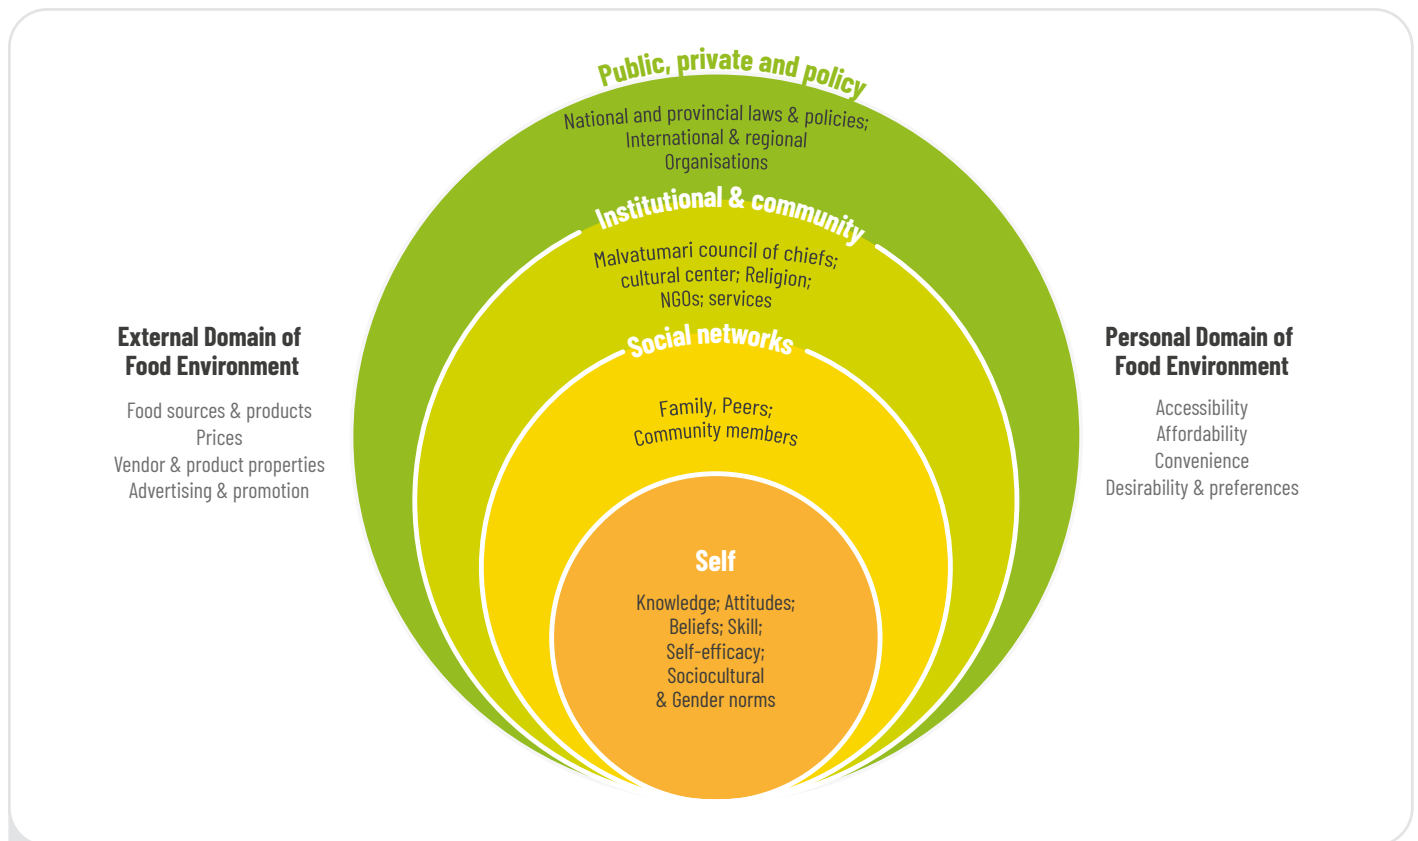 Public, private and policy
National and provincial laws & policies;
International & regional
Organisations
Institutional & community
Malvatumari council of chiefs;
cultural center; Religion;
NGOs; services
Social networks
Family, Peers;
Community members
Self
Knowledge; Attitudes;
Beliefs; Skill;
Self-efficacy;
Sociocultural
& Gender norms
External Domain of
Food Environment
Food sources & products
Prices
Vendor & product properties
Advertising & promotion
Personal Domain of
Food Environment
Accessibility
Affordability
Convenience
Desirability & preferences